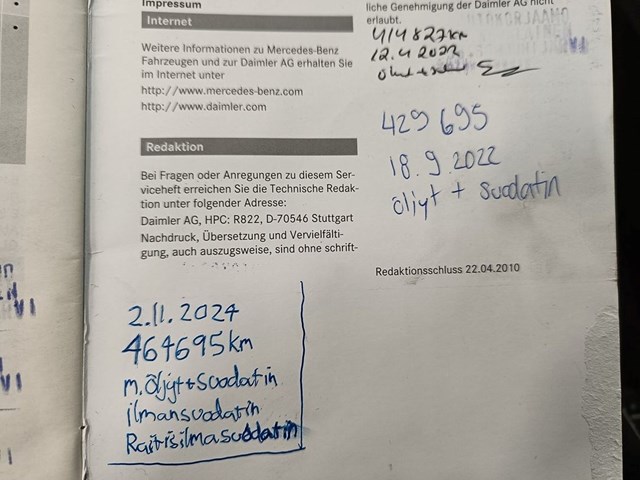 Impressum
Internet
Weitere Informationen zu Mercedes-Benz
Fahrzeugen und zur Daimler AG erhalten Sie
im Internet unter
http://www.mercedes-benz.com
http://www.daimler.com
Redaktion
Bei Fragen oder Anregungen zu diesem Ser-
viceheft erreichen Sie die Technische Redak-
tion unter folgender Adresse:
Daimler AG, HPC: R822, D-70546 Stuttgart
Nachdruck, Übersetzung und Vervielfälti-
gung, auch auszugsweise, sind ohne schrift-
liche Genehmigung der Daimler AG nicht
erlaubt.
414827km
12.4 2022
429 695
18.9.2022
öljyt + suodatin
Redaktionsschluss 22.04.2010
2.11.2024
464695km
m.öljyt+suodatin
ilmansuodatin
Raitisilmasuodatin